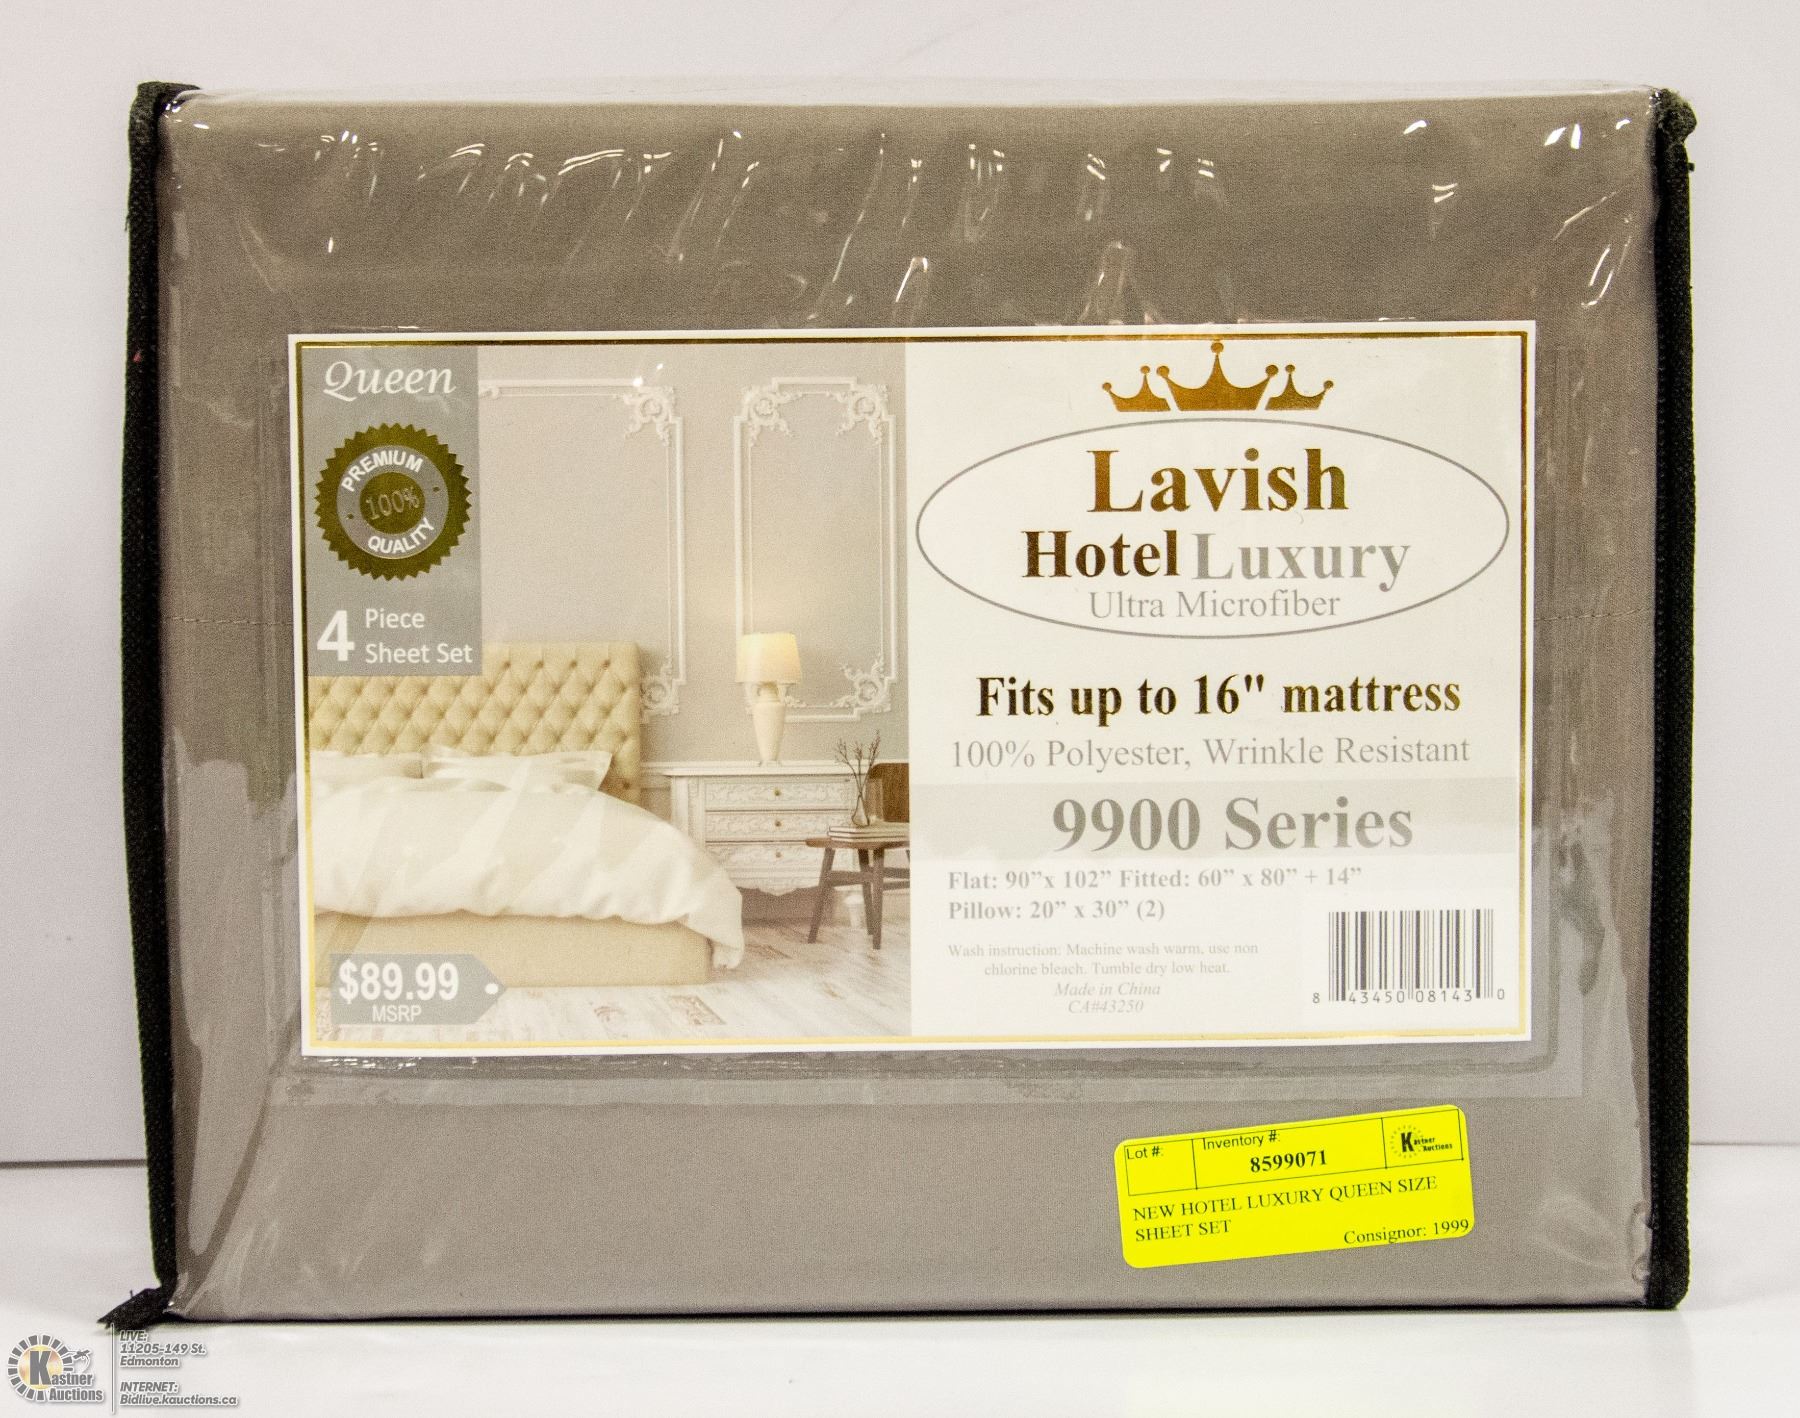 Queen
PREMIUM
100%
QUALITY
4 Piece
Sheet Set
$89.99
MSRP
Lavish
Hotel Luxury
Ultra Microfiber
Fits up to 16" mattress
100% Polyester, Wrinkle Resistant
9900 Series
Flat: 90”x 102” Fitted: 60” x 80” + 14”
Pillow: 20” x 30” (2)
Wash instruction: Machine wash warm, use non
chlorine bleach. Tumble dry low heat.
Made in China
CA#43250
8 43450 08143 0
Lot #:
Inventory #:
8599071
Kastner
Auctions
NEW HOTEL LUXURY QUEEN SIZE
SHEET SET
Consignor: 1999
Kastner
Auctions
LIVE:
11205-149 St.
Edmonton
INTERNET:
Bidlive.kauctions.ca